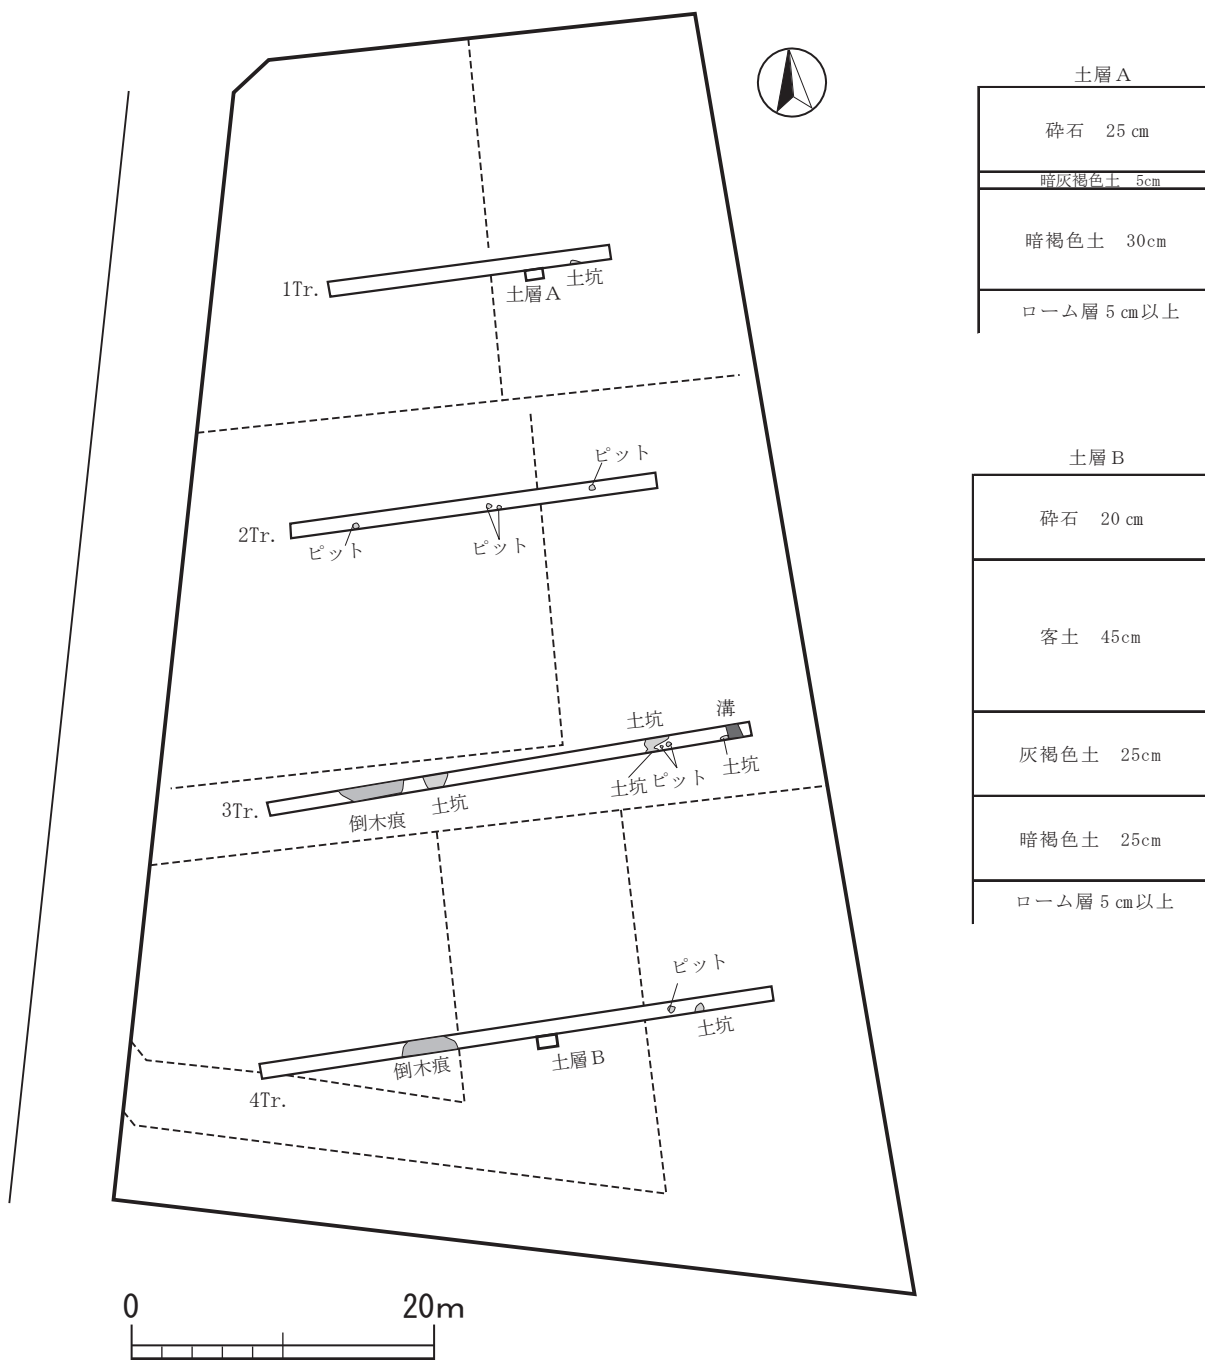 土層A
砕石 25㎝
暗灰褐色土 5cm
暗褐色土 30cm
ローム層5㎝以上
1Tr.
土層A
土坑
ピット
2Tr.
ピット
ピット
土層B
砕石 20㎝
客土 45cm
灰褐色土 25cm
暗褐色土 25cm
ローム層5㎝以上
溝
土坑
土坑
ピット
土坑
3Tr.
倒木痕
土坑
ピット
土坑
土層B
倒木痕
4Tr.
0
20m